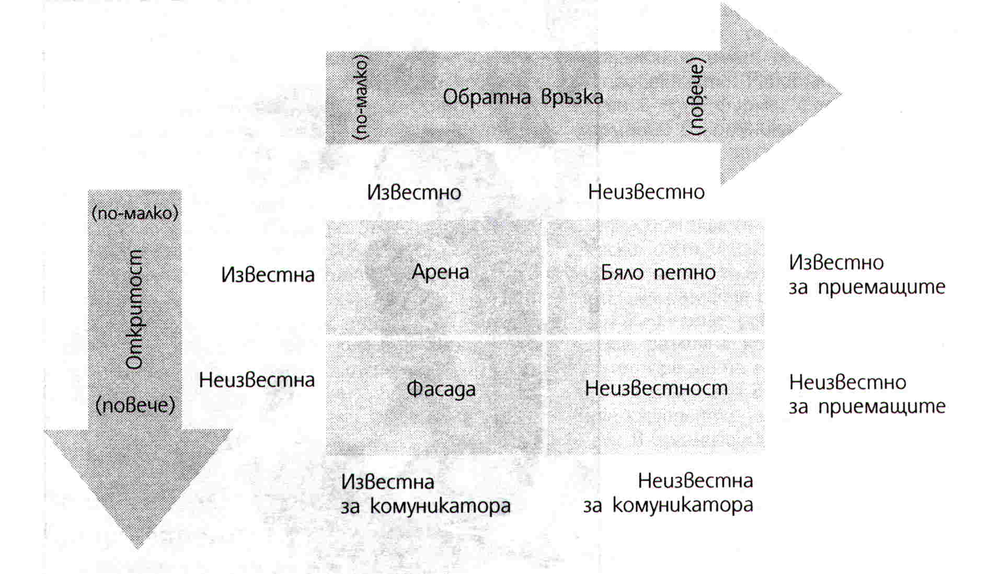 (по-малко)
Обратна връзка
(повече)
Известно
Неизвестно
(по-малко)
Откритост
(повече)
Известна
Арена
Бяло петно
Известно
за приемащите
Неизвестна
Фасада
Неизвестност
Неизвестно
за приемащите
Известна
за комуникатора
Неизвестна
за комуникатора